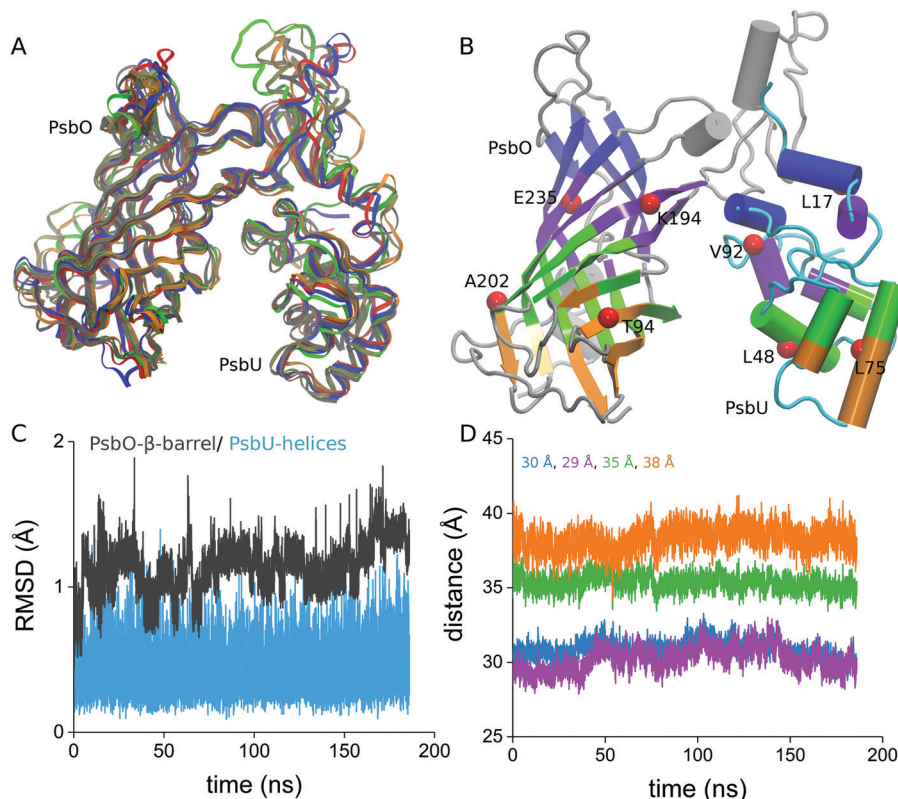 A
PsbO
PsbU
B
PsbO
E235
K194
L17
V92
A202
T94
L48
L75
PsbU
C
PsbO-β-barrel/ PsbU-helices
RMSD (Å)
2
1
0
0
50
100
150
200
time (ns)
D
30 Å, 29 Å, 35 Å, 38 Å
distance (Å)
45
40
35
30
25
0
50
100
150
200
time (ns)